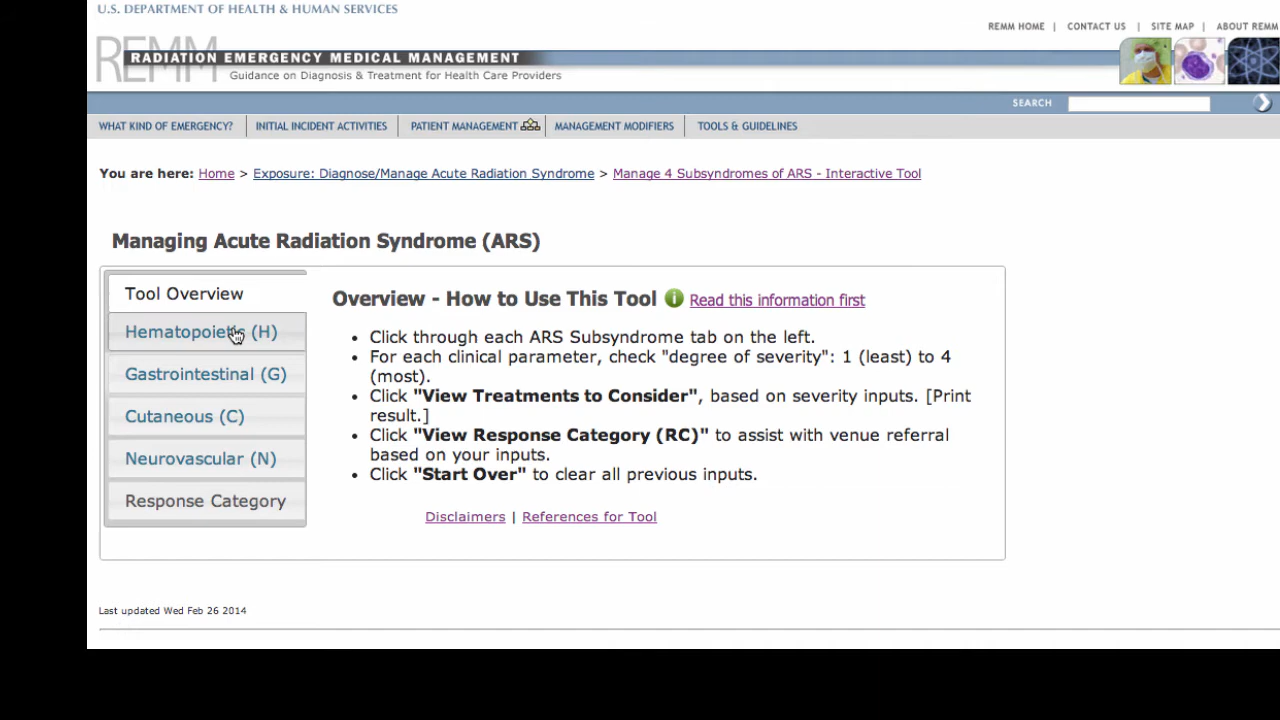 U.S. DEPARTMENT OF HEALTH & HUMAN SERVICES
REMM HOME | CONTACT US | SITE MAP | ABOUT REMM
REMM
RADIATION EMERGENCY MEDICAL MANAGEMENT
Guidance on Diagnosis & Treatment for Health Care Providers
SEARCH
WHAT KIND OF EMERGENCY? | INITIAL INCIDENT ACTIVITIES | PATIENT MANAGEMENT | MANAGEMENT MODIFIERS | TOOLS & GUIDELINES
You are here: Home > Exposure: Diagnose/Manage Acute Radiation Syndrome > Manage 4 Subsyndromes of ARS - Interactive Tool
Managing Acute Radiation Syndrome (ARS)
Tool Overview
Hematopoietic (H)
Gastrointestinal (G)
Cutaneous (C)
Neurovascular (N)
Response Category
Overview - How to Use This Tool i Read this information first
• Click through each ARS Subsyndrome tab on the left.
• For each clinical parameter, check "degree of severity": 1 (least) to 4
(most).
• Click "View Treatments to Consider", based on severity inputs. [Print
result.]
• Click "View Response Category (RC)" to assist with venue referral
based on your inputs.
• Click "Start Over" to clear all previous inputs.
Disclaimers | References for Tool
Last updated Wed Feb 26 2014